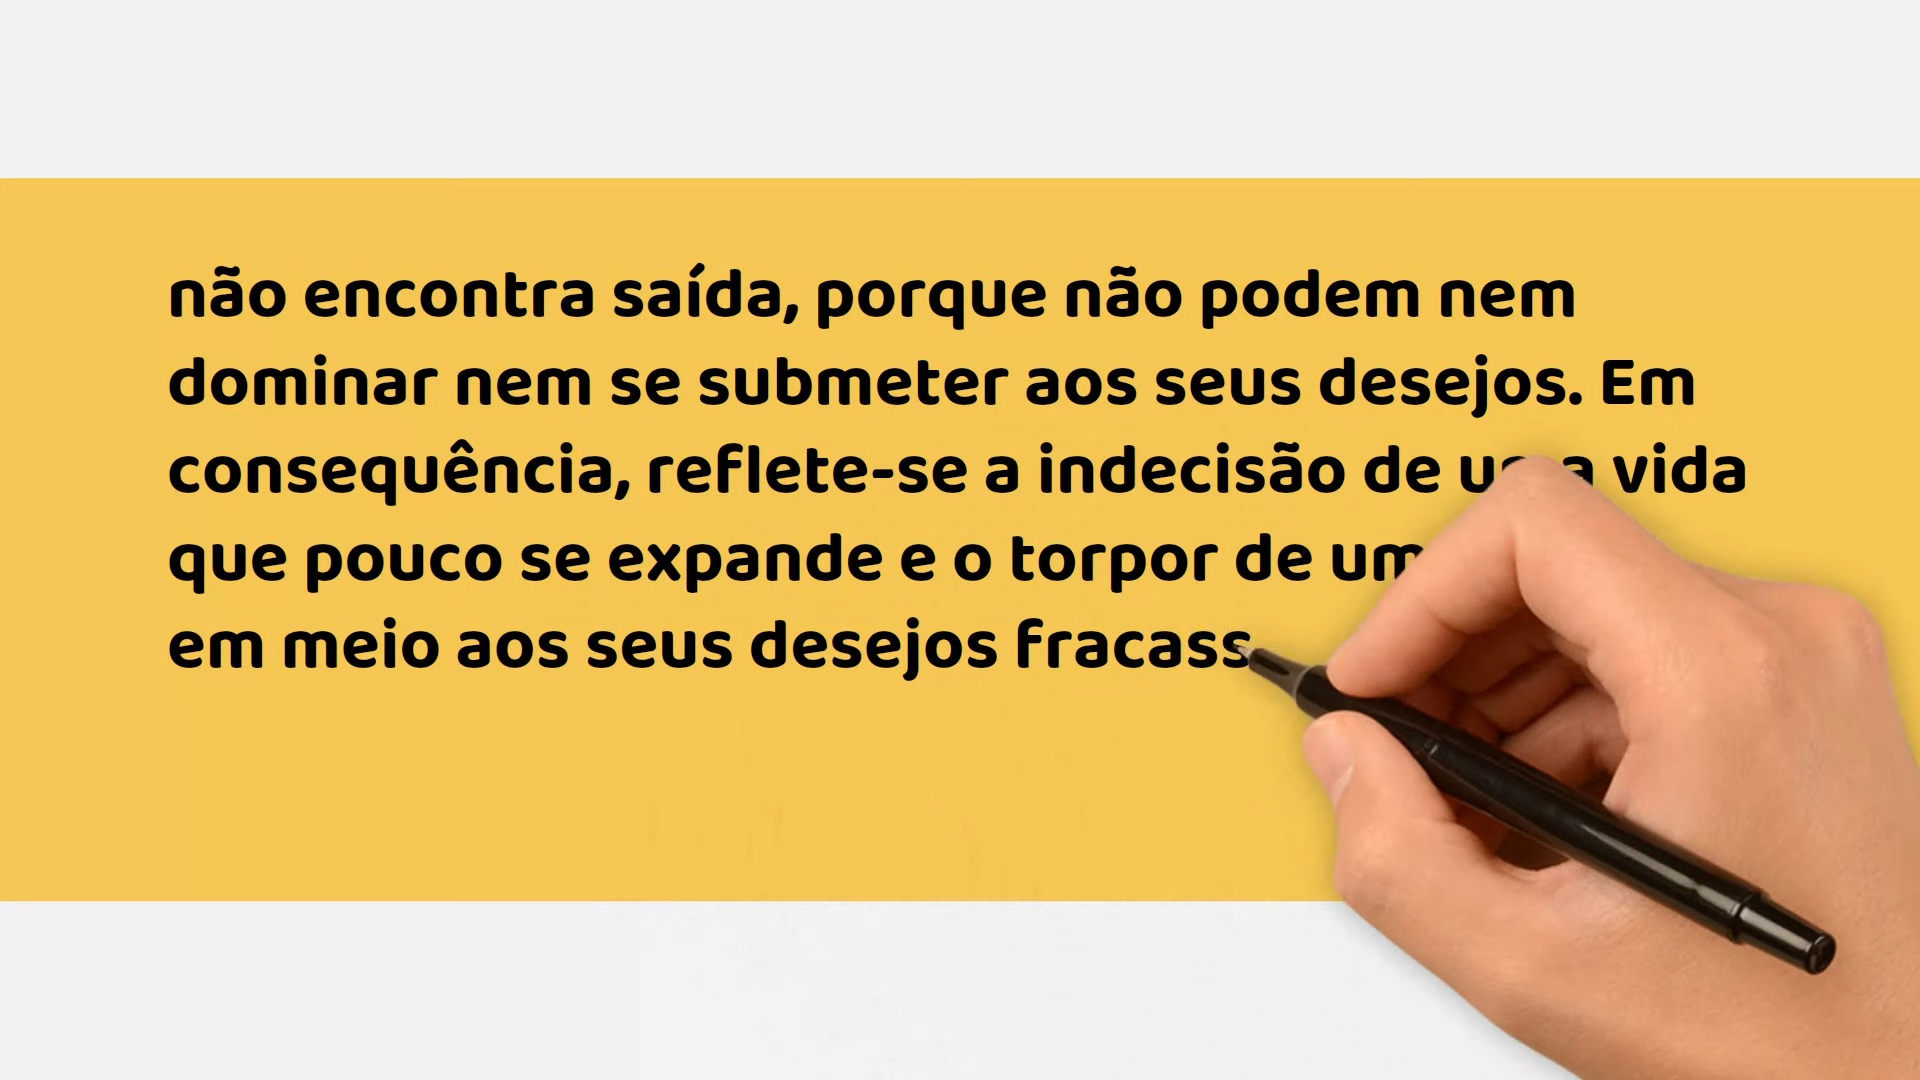 não encontra saída, porque não podem nem
dominar nem se submeter aos seus desejos. Em
consequência, reflete-se a indecisão de uma vida
que pouco se expande e o torpor de
em meio aos seus desejos fracass